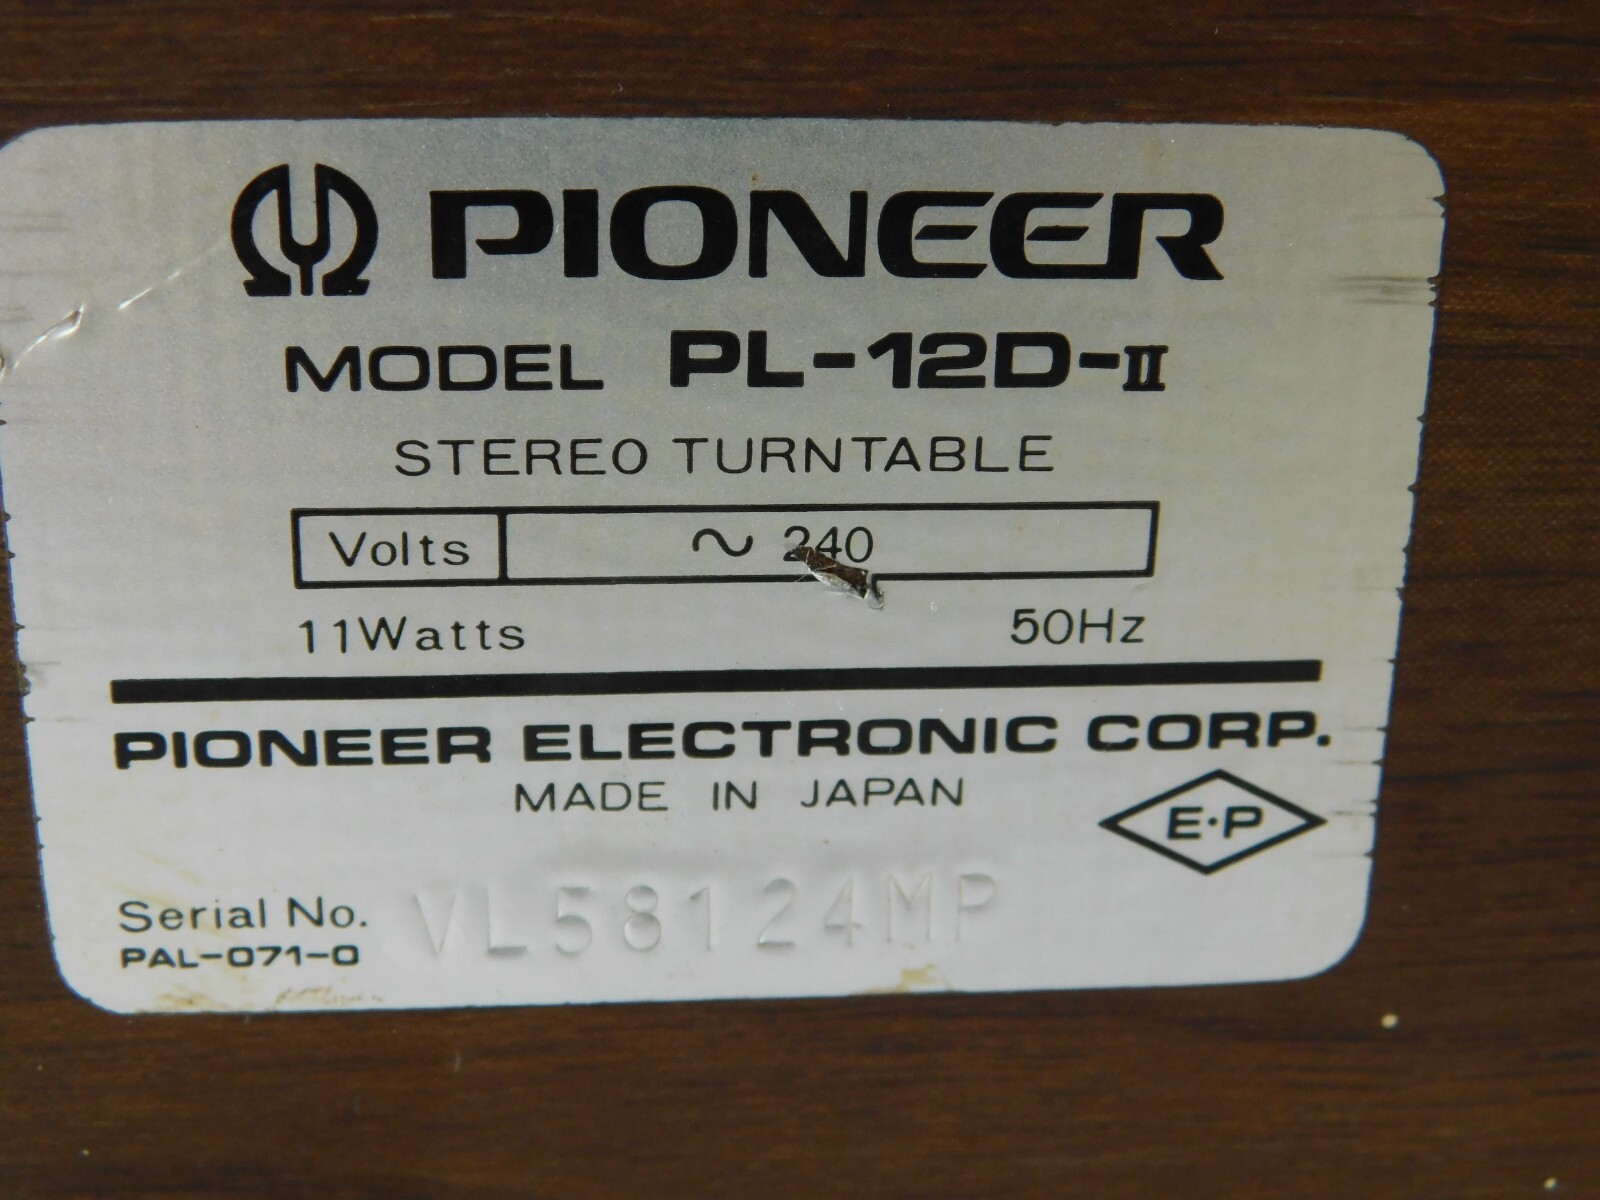 PIONEER
MODEL PL-12D-II
STEREO TURNTABLE
Volts ~ 240
11Watts 50Hz
PIONEER ELECTRONIC CORP.
MADE IN JAPAN
E·P
Serial No. VL58124MP
PAL-071-0